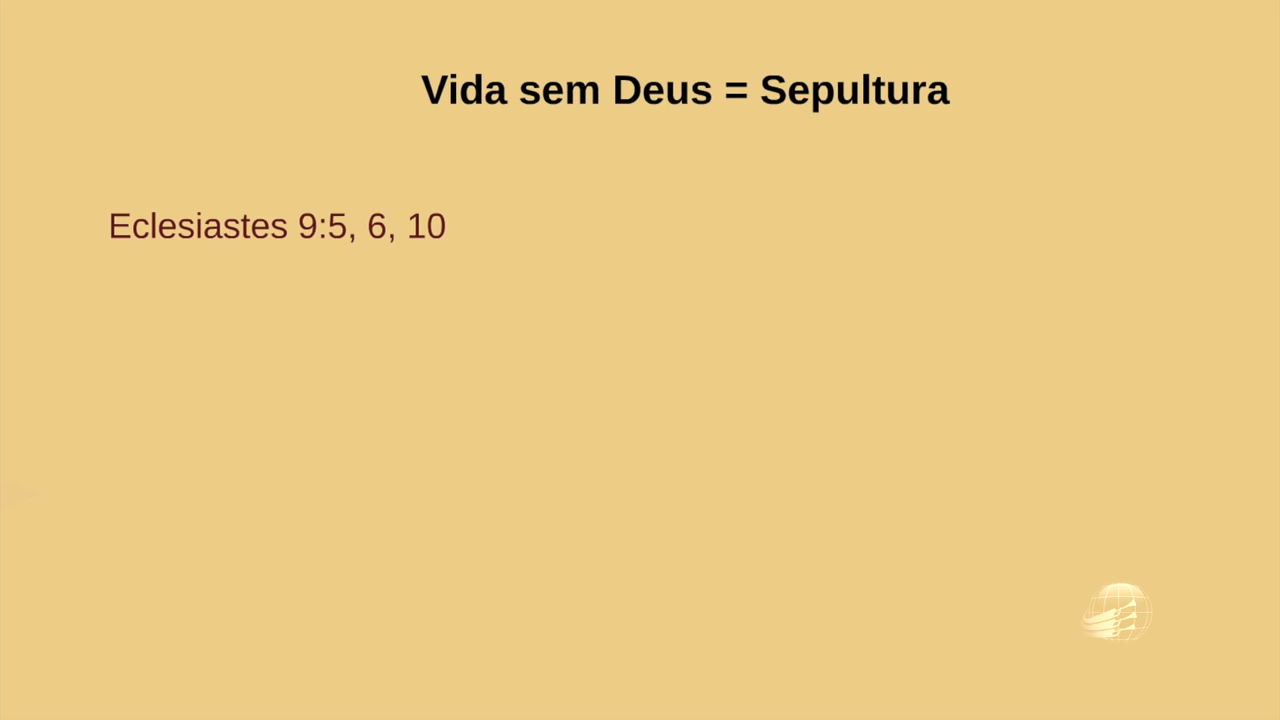 Vida sem Deus = Sepultura
Eclesiastes 9:5, 6, 10